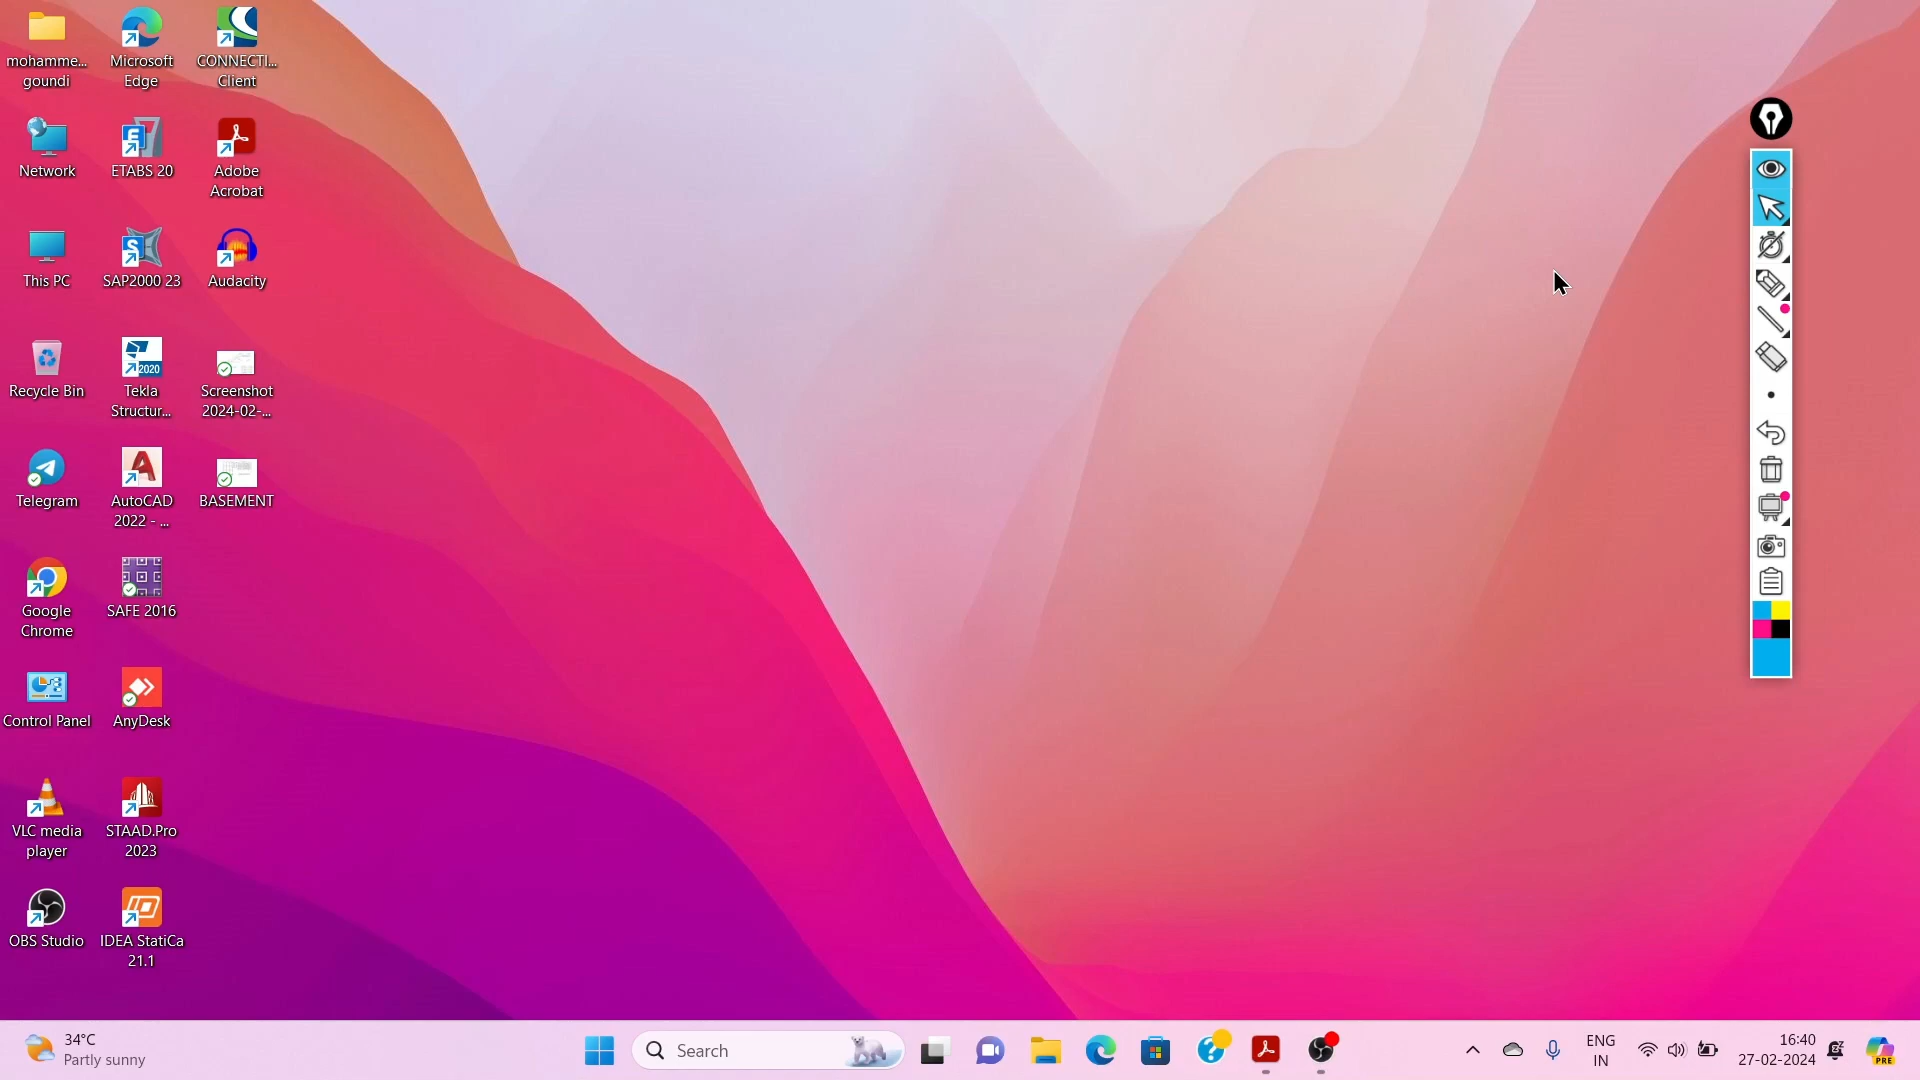 mohamme...
goundi
Microsoft
Edge
CONNECTI...
Client
Network
ETABS 20
Adobe
Acrobat
This PC
SAP2000 23
Audacity
Recycle Bin
2020
Tekla
Structur...
Screenshot
2024-02-...
Telegram
AutoCAD
2022 - ...
BASEMENT
Google
Chrome
SAFE 2016
Control Panel
AnyDesk
VLC media
player
STAAD.Pro
2023
OBS Studio
IDEA StatiCa
21.1
34°C
Partly sunny
Search
ENG
IN
16:40
27-02-2024
PRE